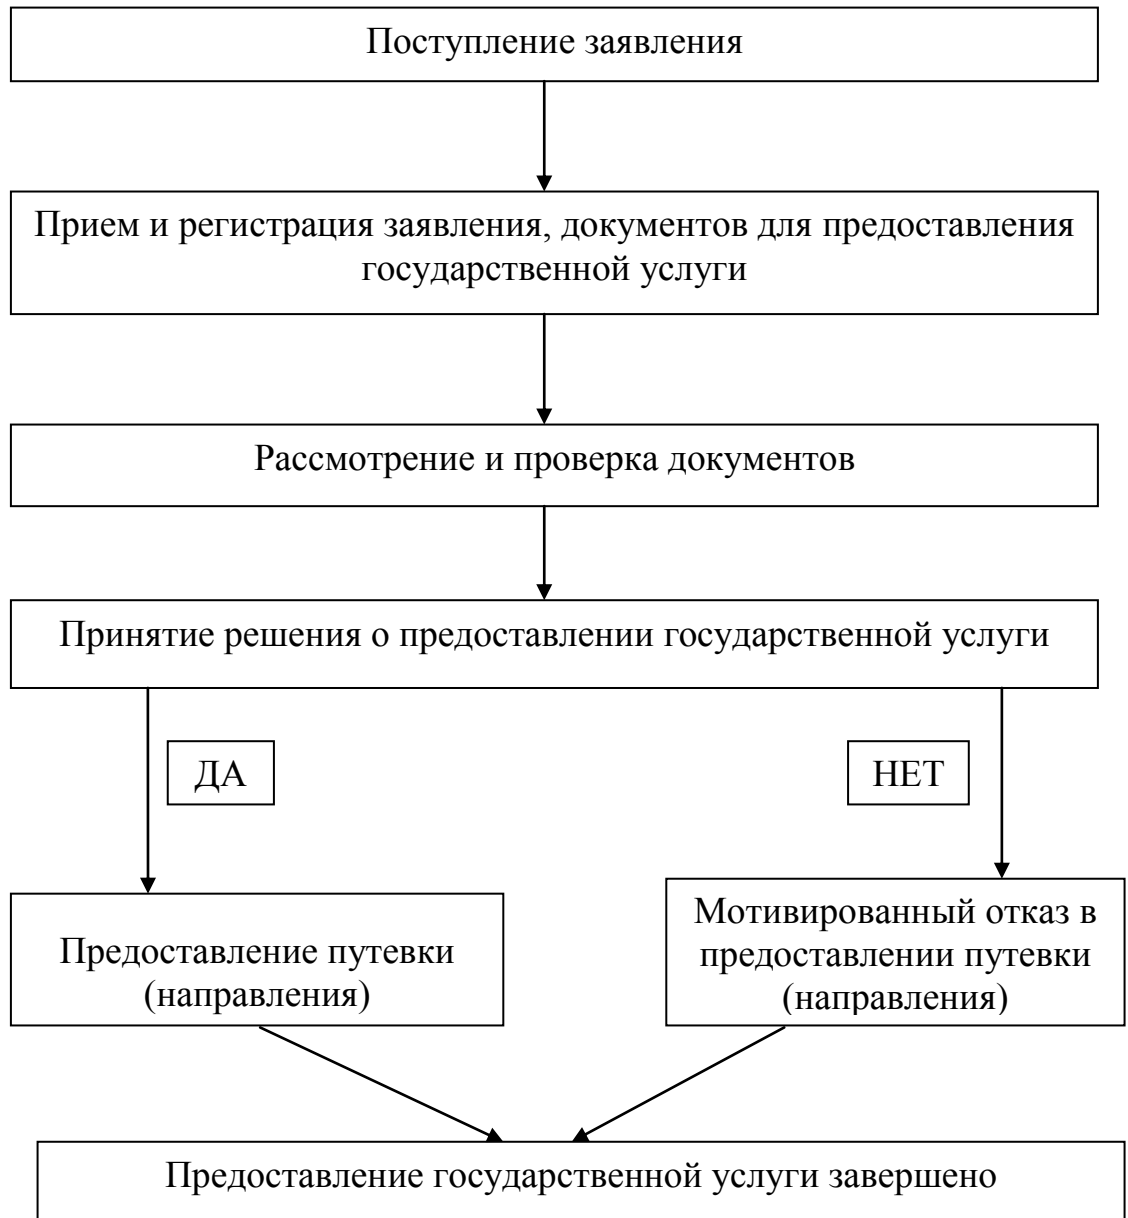 Поступление заявления
Прием и регистрация заявления, документов для предоставления
государственной услуги
Рассмотрение и проверка документов
Принятие решения о предоставлении государственной услуги
ДА
НЕТ
Предоставление путевки
(направления)
Мотивированный отказ в
предоставлении путевки
(направления)
Предоставление государственной услуги завершено